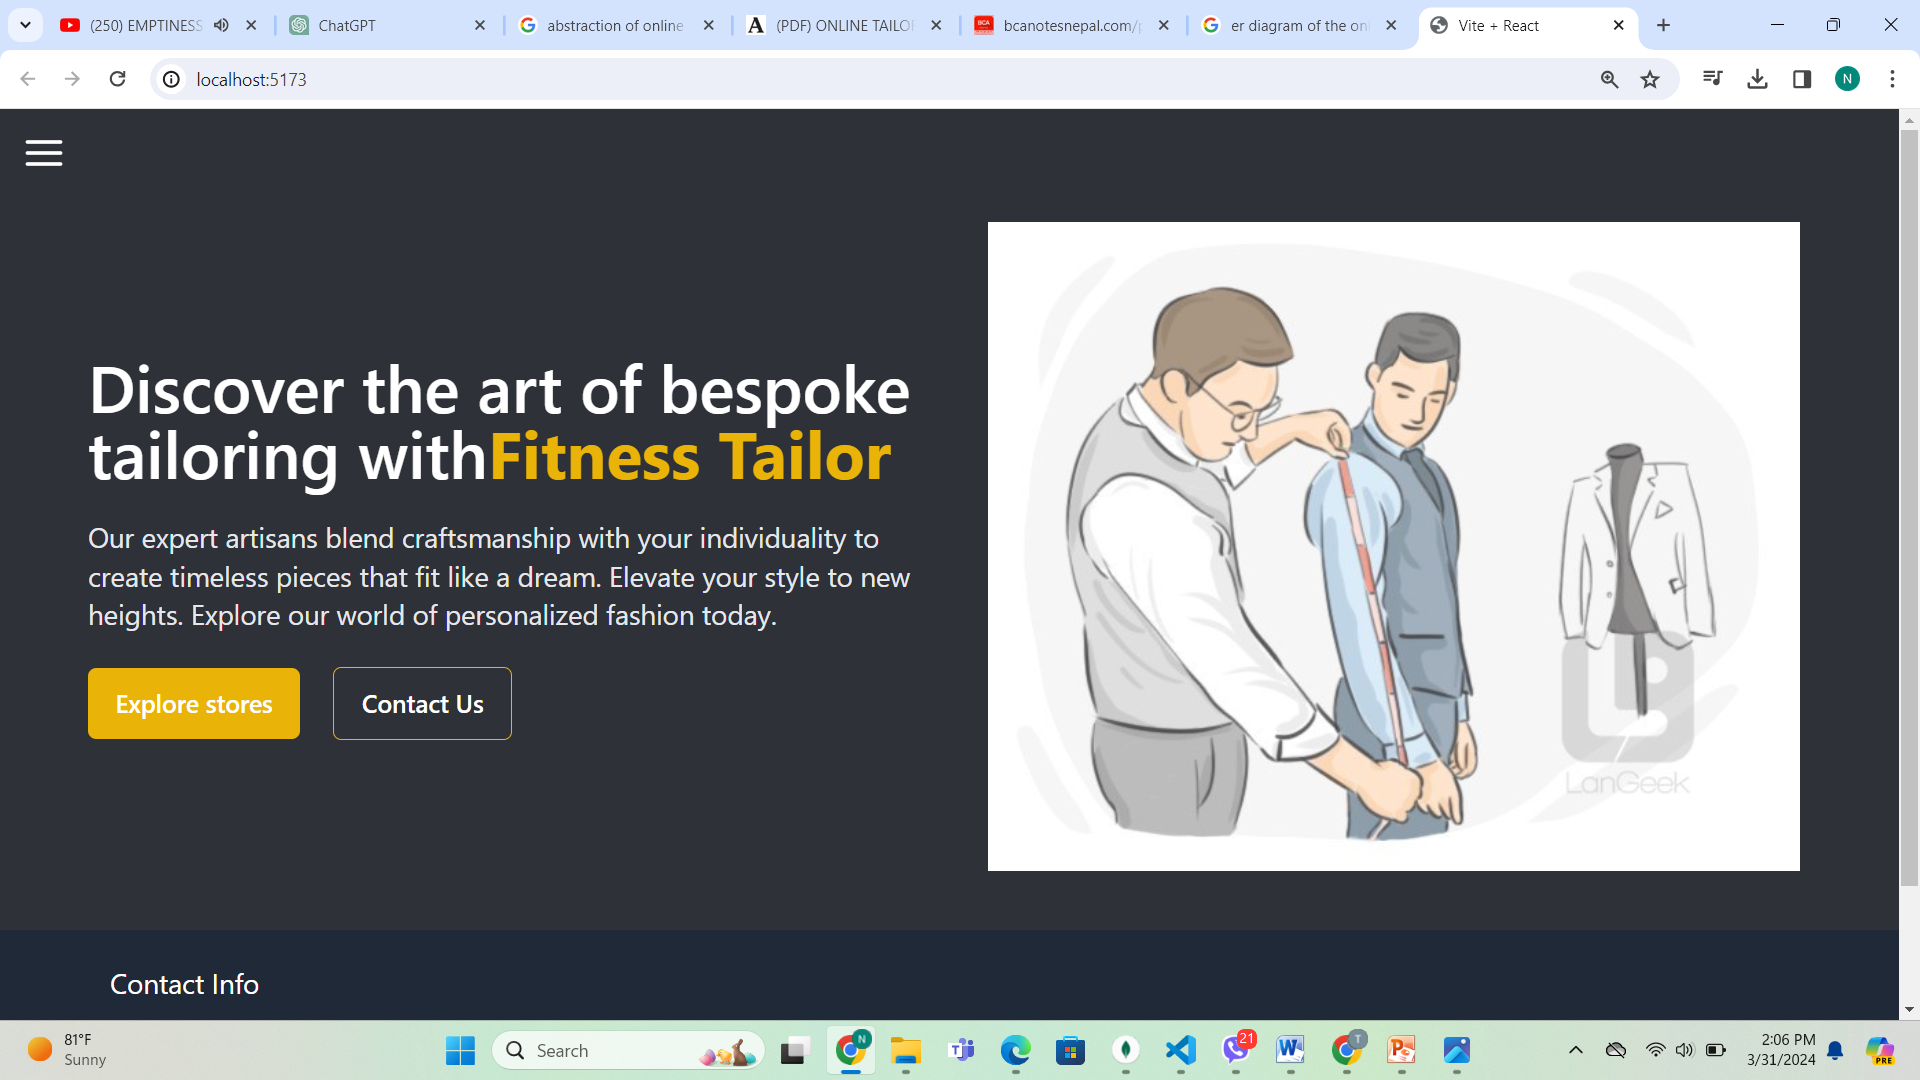 (250) EMPTINESS
ChatGPT
abstraction of online
(PDF) ONLINE TAILOR
bcanotesnepal.com/p
er diagram of the onl
Vite + React
localhost:5173
N
Discover the art of bespoke
tailoring withFitness Tailor
Our expert artisans blend craftsmanship with your individuality to
create timeless pieces that fit like a dream. Elevate your style to new
heights. Explore our world of personalized fashion today.
Explore stores
Contact Us
LanGeek
Contact Info
81°F
Sunny
Search
N
21
T
2:06 PM
3/31/2024
PRE